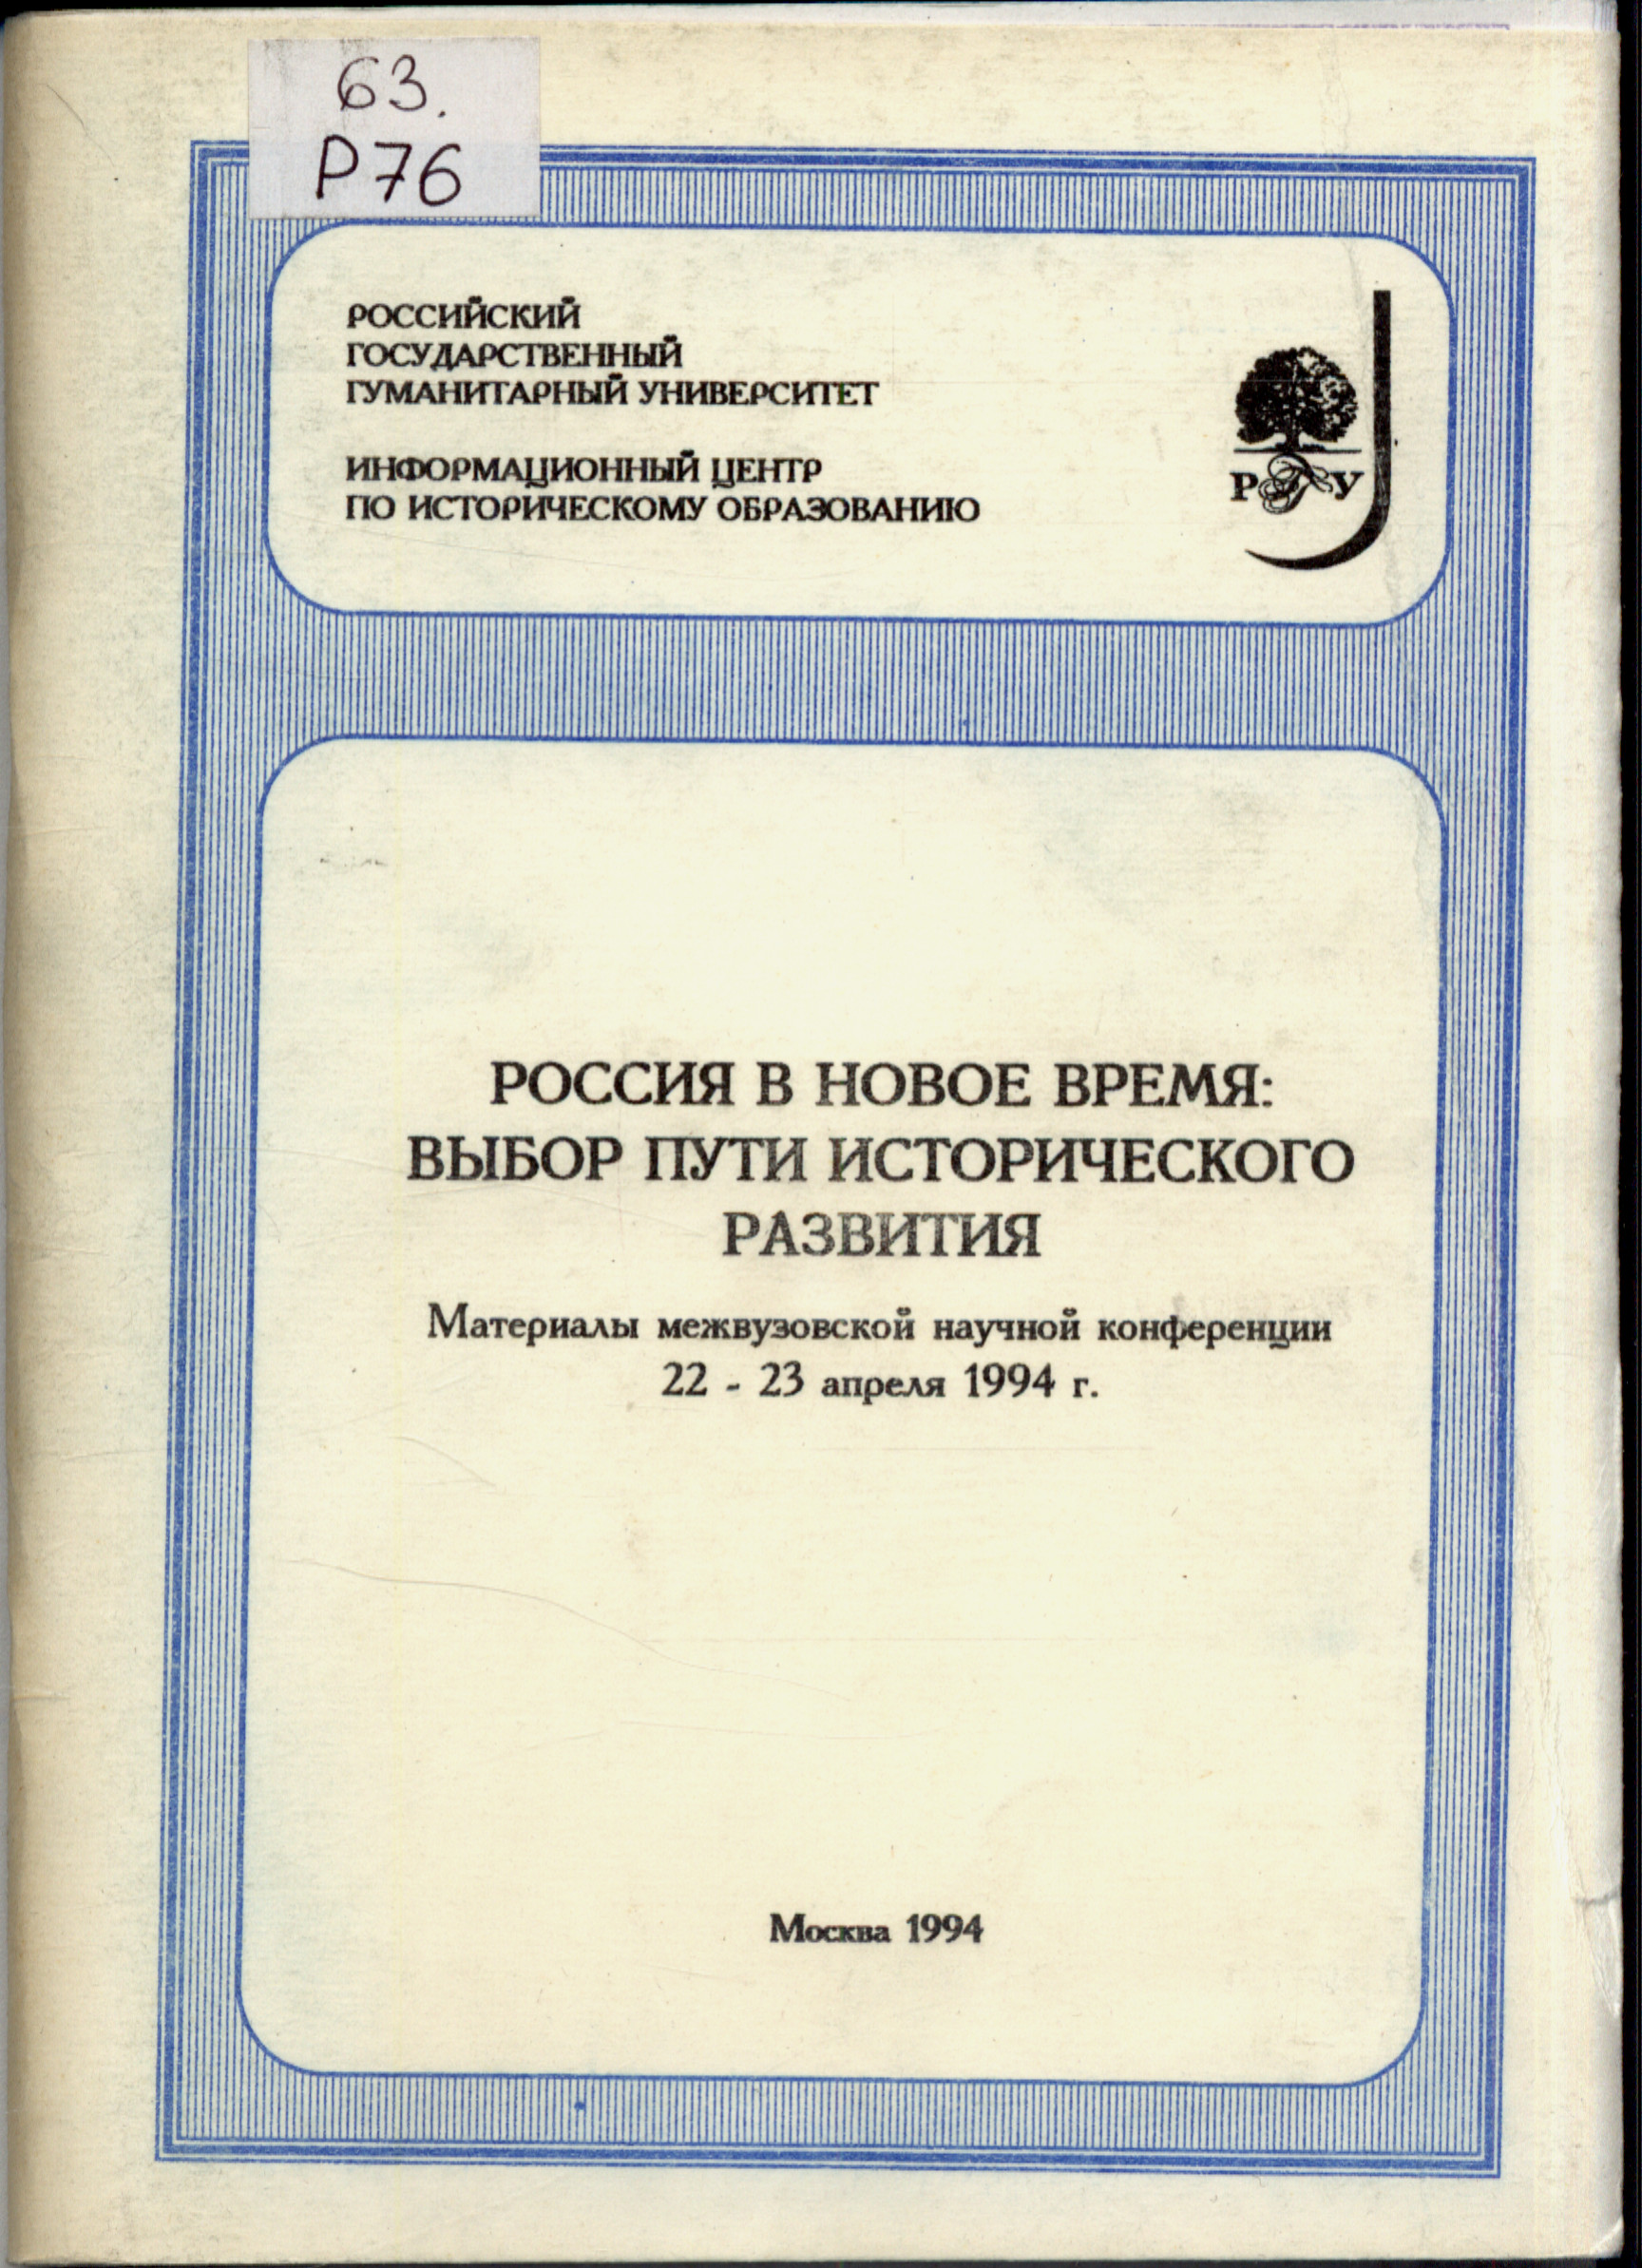 63.
Р76
РОССИЙСКИЙ
ГОСУДАРСТВЕННЫЙ
ГУМАНИТАРНЫЙ УНИВЕРСИТЕТ
ИНФОРМАЦИОННЫЙ ЦЕНТР
ПО ИСТОРИЧЕСКОМУ ОБРАЗОВАНИЮ
РГГУ
РОССИЯ В НОВОЕ ВРЕМЯ:
ВЫБОР ПУТИ ИСТОРИЧЕСКОГО
РАЗВИТИЯ
Материалы межвузовской научной конференции
22 - 23 апреля 1994 г.
Москва 1994